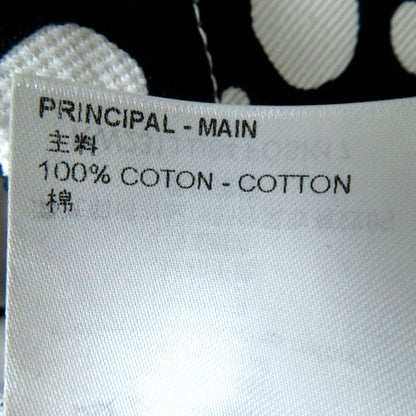 PRINCIPAL - MAIN
主料
100% COTON - COTTON
棉